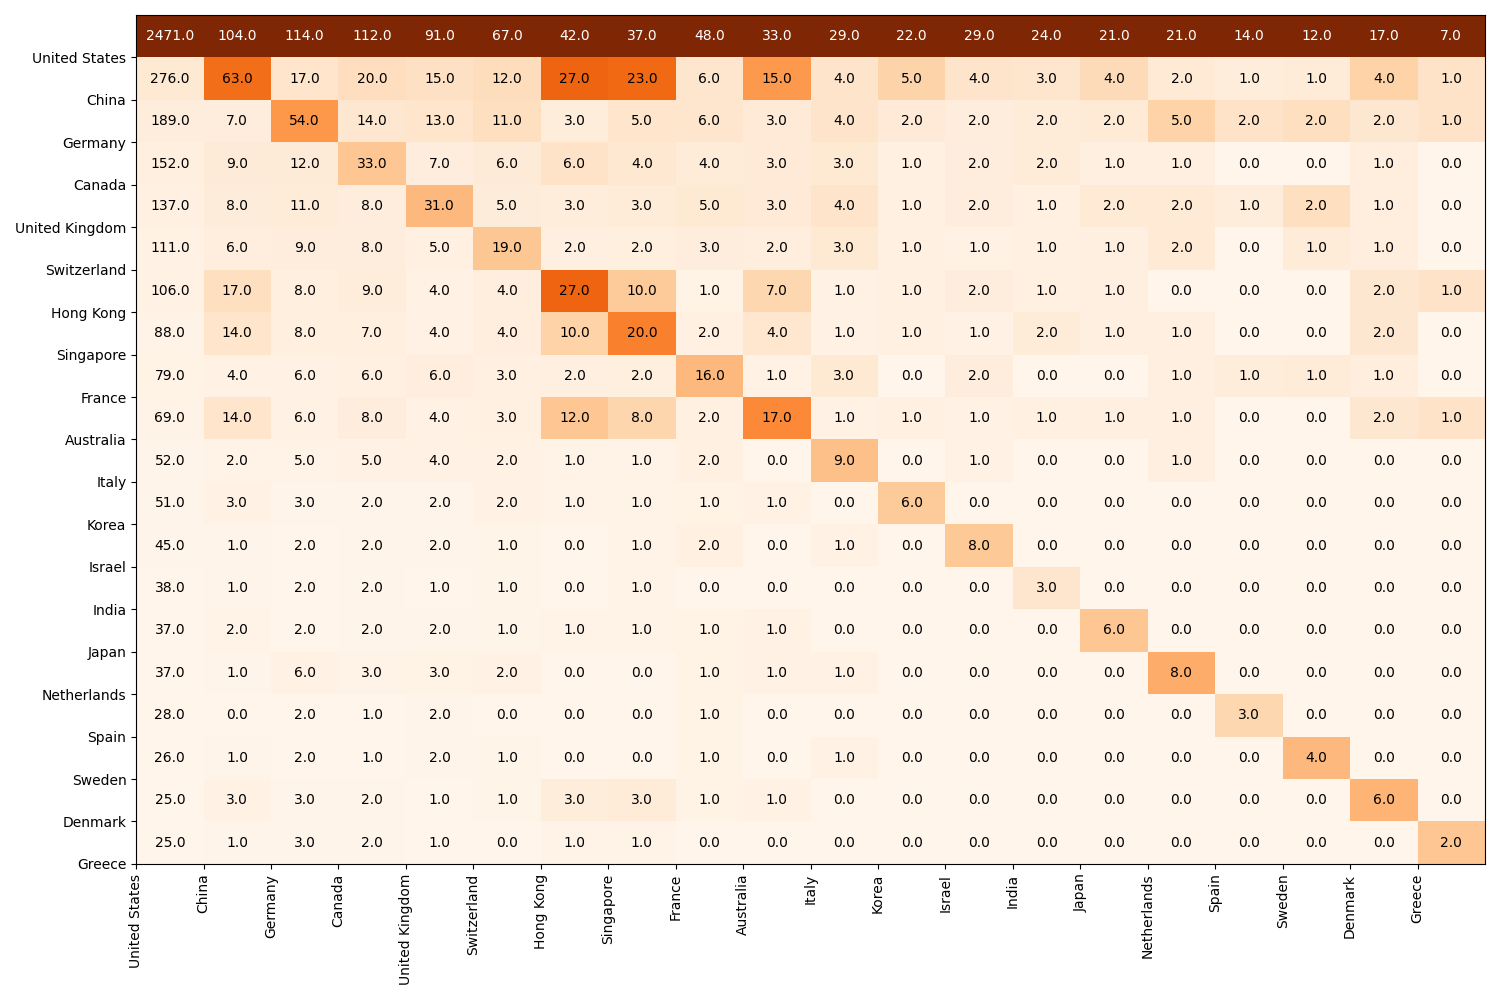 2471.0 104.0 114.0 112.0 91.0 67.0 42.0 37.0 48.0 33.0 29.0 22.0 29.0 24.0 21.0 21.0 14.0 12.0 17.0 7.0
United States
276.0 63.0 17.0 20.0 15.0 12.0 27.0 23.0 6.0 15.0 4.0 5.0 4.0 3.0 4.0 2.0 1.0 1.0 4.0 1.0
China
189.0 7.0 54.0 14.0 13.0 11.0 3.0 5.0 6.0 3.0 4.0 2.0 2.0 2.0 2.0 5.0 2.0 2.0 2.0 1.0
Germany
152.0 9.0 12.0 33.0 7.0 6.0 6.0 4.0 4.0 3.0 3.0 1.0 2.0 2.0 1.0 1.0 0.0 0.0 1.0 0.0
Canada
137.0 8.0 11.0 8.0 31.0 5.0 3.0 3.0 5.0 3.0 4.0 1.0 2.0 1.0 2.0 2.0 1.0 2.0 1.0 0.0
United Kingdom
111.0 6.0 9.0 8.0 5.0 19.0 2.0 2.0 3.0 2.0 3.0 1.0 1.0 1.0 1.0 2.0 0.0 1.0 1.0 0.0
Switzerland
106.0 17.0 8.0 9.0 4.0 4.0 27.0 10.0 1.0 7.0 1.0 1.0 2.0 1.0 1.0 0.0 0.0 0.0 2.0 1.0
Hong Kong
88.0 14.0 8.0 7.0 4.0 4.0 10.0 20.0 2.0 4.0 1.0 1.0 1.0 2.0 1.0 1.0 0.0 0.0 2.0 0.0
Singapore
79.0 4.0 6.0 6.0 6.0 3.0 2.0 2.0 16.0 1.0 3.0 0.0 2.0 0.0 0.0 1.0 1.0 1.0 1.0 0.0
France
69.0 14.0 6.0 8.0 4.0 3.0 12.0 8.0 2.0 17.0 1.0 1.0 1.0 1.0 1.0 1.0 0.0 0.0 2.0 1.0
Australia
52.0 2.0 5.0 5.0 4.0 2.0 1.0 1.0 2.0 0.0 9.0 0.0 1.0 0.0 0.0 1.0 0.0 0.0 0.0 0.0
Italy
51.0 3.0 3.0 2.0 2.0 2.0 1.0 1.0 1.0 1.0 0.0 6.0 0.0 0.0 0.0 0.0 0.0 0.0 0.0 0.0
Korea
45.0 1.0 2.0 2.0 2.0 1.0 0.0 1.0 2.0 0.0 1.0 0.0 8.0 0.0 0.0 0.0 0.0 0.0 0.0 0.0
Israel
38.0 1.0 2.0 2.0 1.0 1.0 0.0 1.0 0.0 0.0 0.0 0.0 0.0 3.0 0.0 0.0 0.0 0.0 0.0 0.0
India
37.0 2.0 2.0 2.0 2.0 1.0 1.0 1.0 1.0 1.0 0.0 0.0 0.0 0.0 6.0 0.0 0.0 0.0 0.0 0.0
Japan
37.0 1.0 6.0 3.0 3.0 2.0 0.0 0.0 1.0 1.0 1.0 0.0 0.0 0.0 0.0 8.0 0.0 0.0 0.0 0.0
Netherlands
28.0 0.0 2.0 1.0 2.0 0.0 0.0 0.0 1.0 0.0 0.0 0.0 0.0 0.0 0.0 0.0 3.0 0.0 0.0 0.0
Spain
26.0 1.0 2.0 1.0 2.0 1.0 0.0 0.0 1.0 0.0 1.0 0.0 0.0 0.0 0.0 0.0 0.0 4.0 0.0 0.0
Sweden
25.0 3.0 3.0 2.0 1.0 1.0 3.0 3.0 1.0 1.0 0.0 0.0 0.0 0.0 0.0 0.0 0.0 0.0 6.0 0.0
Denmark
25.0 1.0 3.0 2.0 1.0 0.0 1.0 1.0 0.0 0.0 0.0 0.0 0.0 0.0 0.0 0.0 0.0 0.0 0.0 2.0
Greece
United States
China
Germany
Canada
United Kingdom
Switzerland
Hong Kong
Singapore
France
Australia
Italy
Korea
Israel
India
Japan
Netherlands
Spain
Sweden
Denmark
Greece